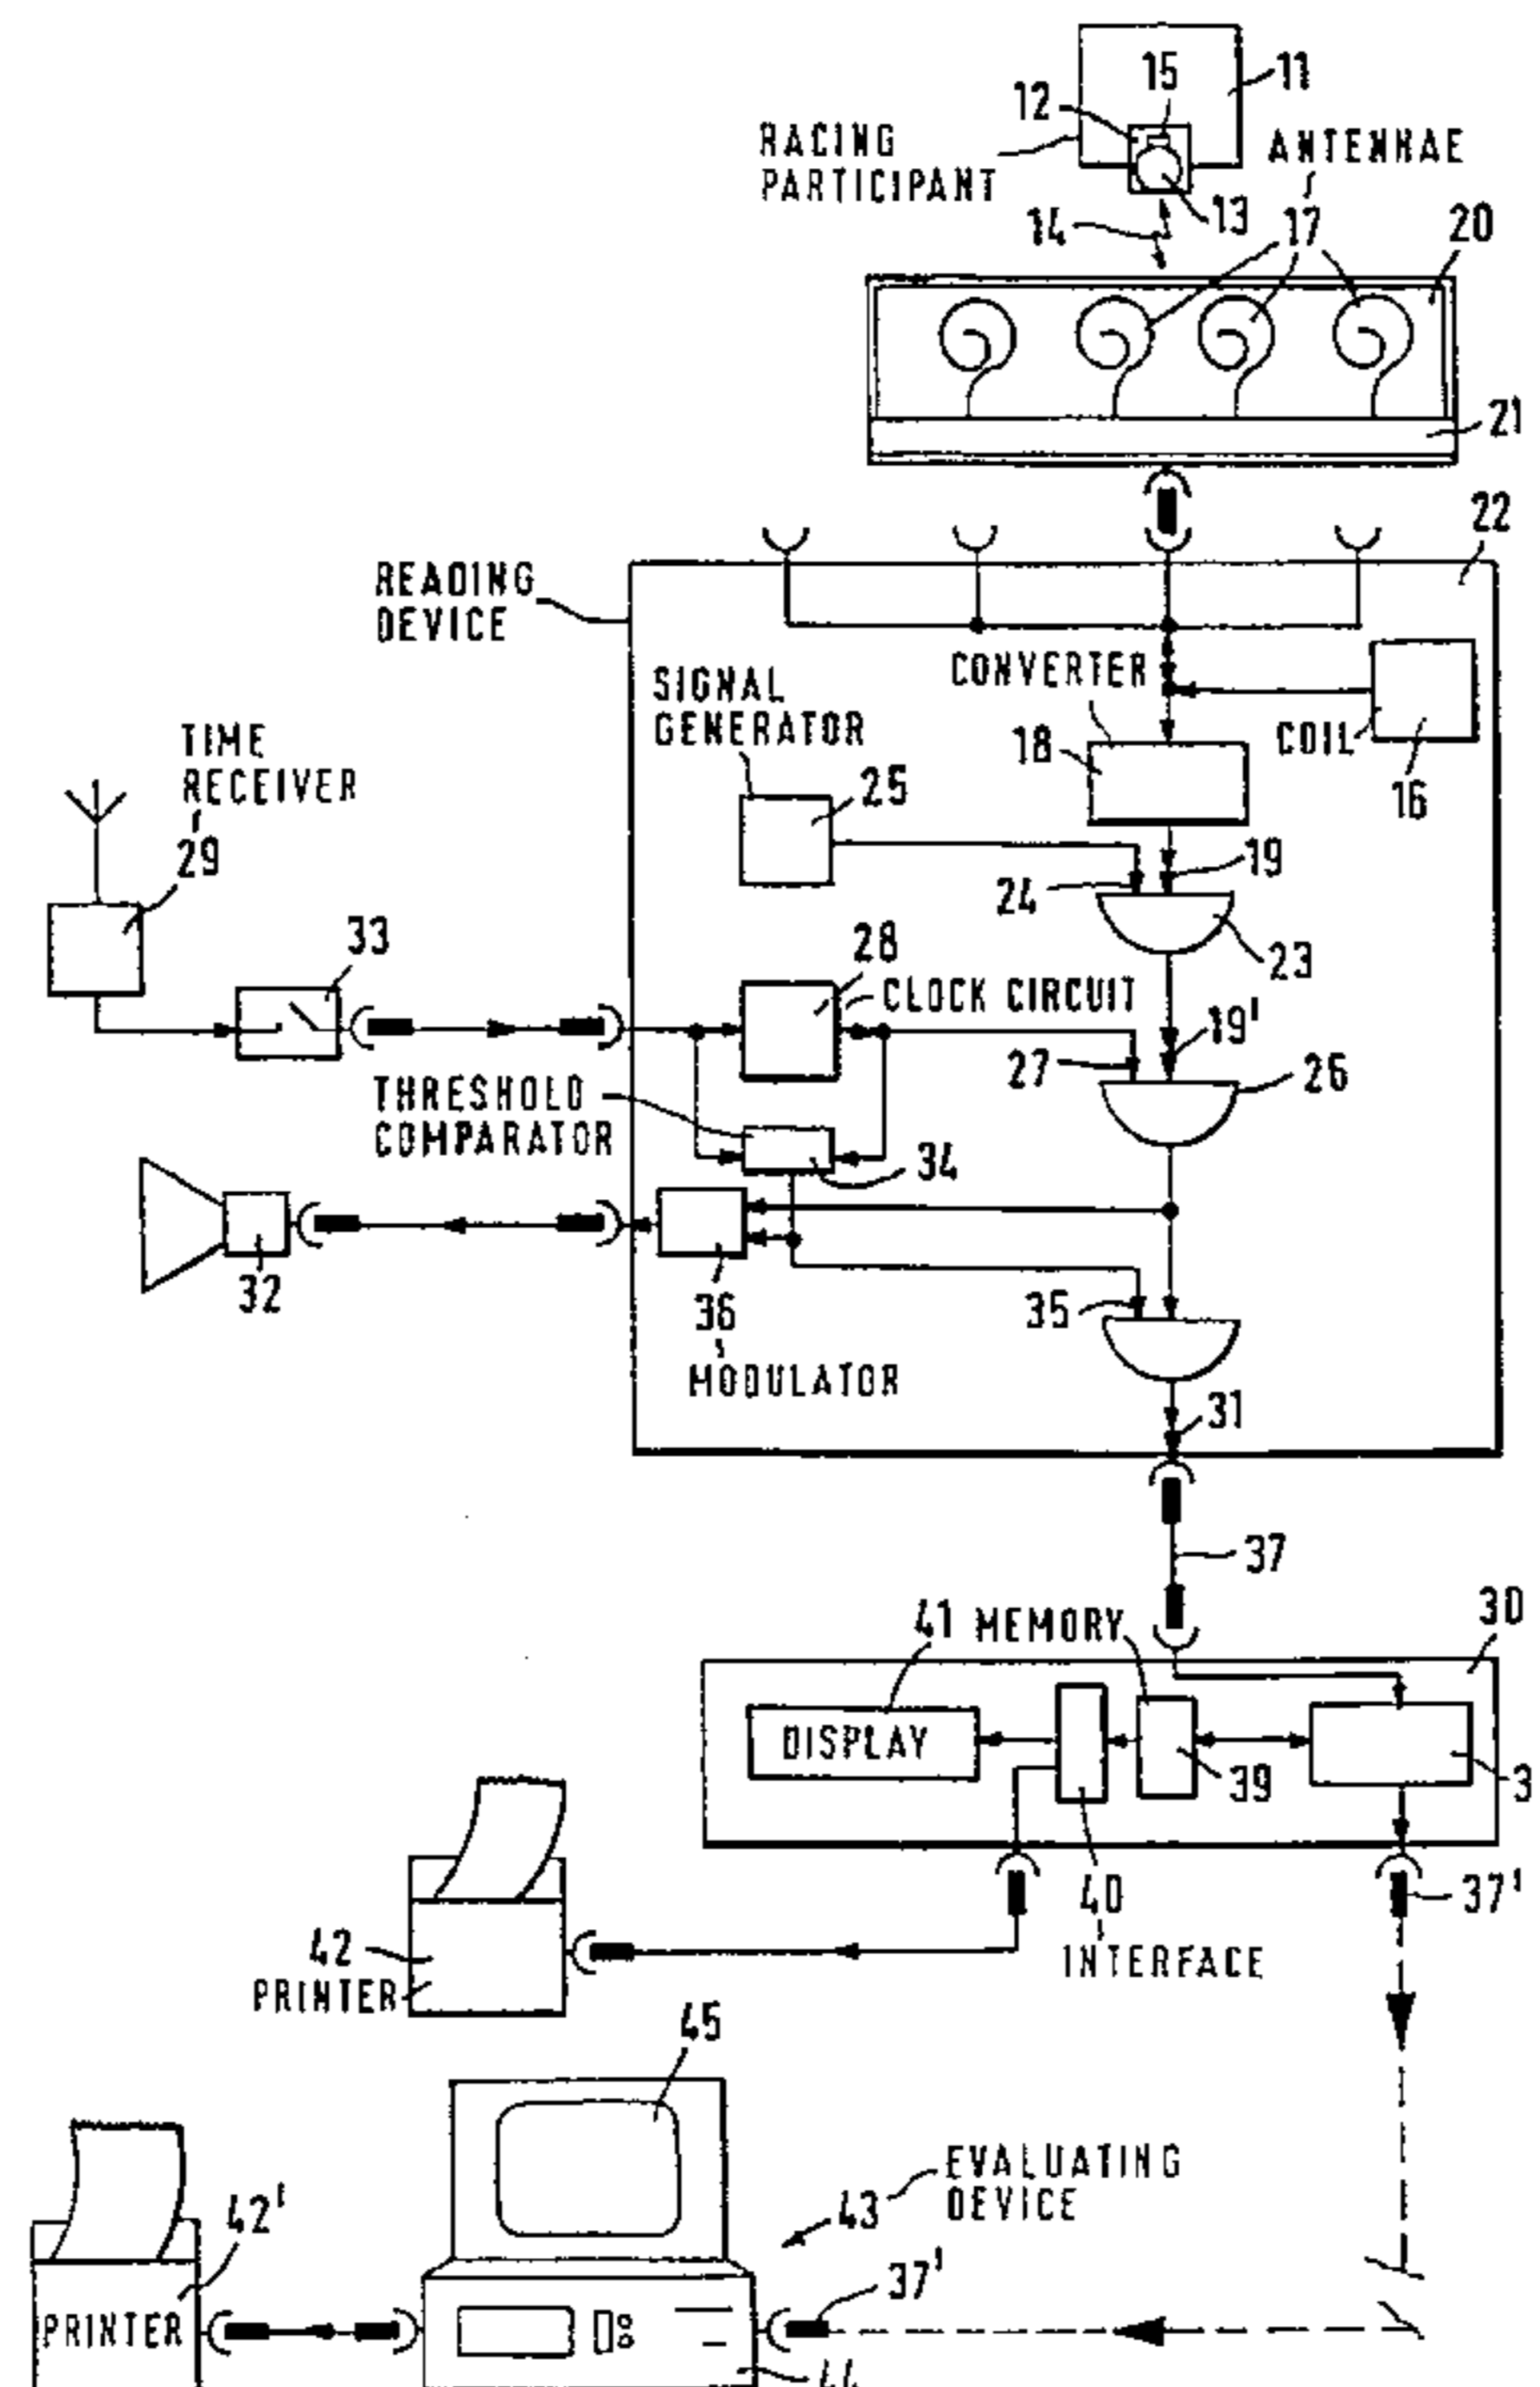 15
11
12
RACING
PARTICIPANT
ANTENNAE
13
14
17
20
21
22
READING
DEVICE
CONVERTER
SIGNAL
GENERATOR
COIL
18
16
TIME
RECEIVER
25
29
19
24
33
28
23
CLOCK CIRCUIT
19'
27
26
THRESHOLD
COMPARATOR
34
32
36
35
MODULATOR
31
37
41
MEMORY
30
DISPLAY
39
3
40
37'
INTERFACE
42
PRINTER
45
EVALUATING
DEVICE
43
42'
37'
PRINTER
44